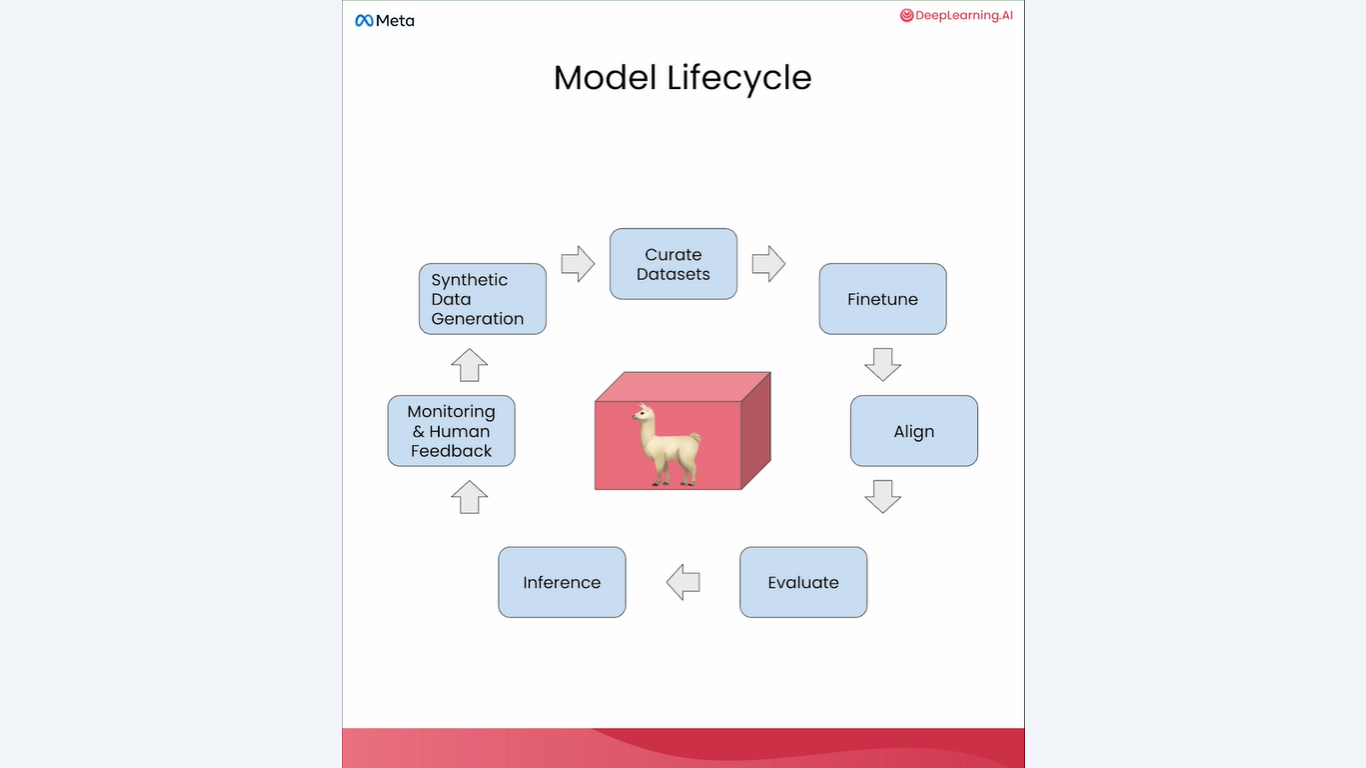 Meta
DeepLearning.AI
Model Lifecycle
Curate
Datasets
Synthetic
Data
Generation
Finetune
Monitoring
& Human
Feedback
Align
Inference
Evaluate